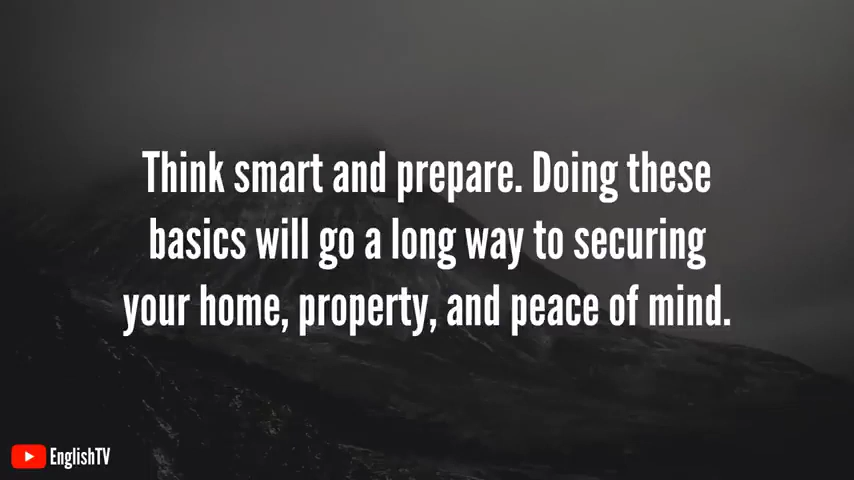 Think smart and prepare. Doing these
basics will go a long way to securing
your home, property, and peace of mind.
EnglishTV